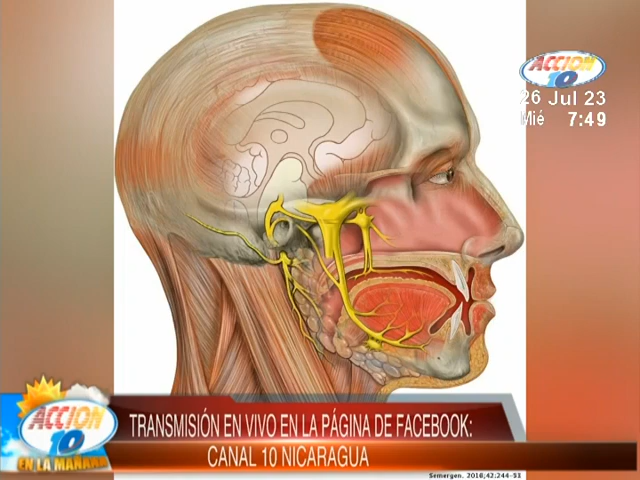 ACCION
10
26 Jul 23
Mié 7:49
ACCION
10
EN LA MAÑANA
TRANSMISIÓN EN VIVO EN LA PÁGINA DE FACEBOOK:
CANAL 10 NICARAGUA
Semergen. 2016;42:244-53